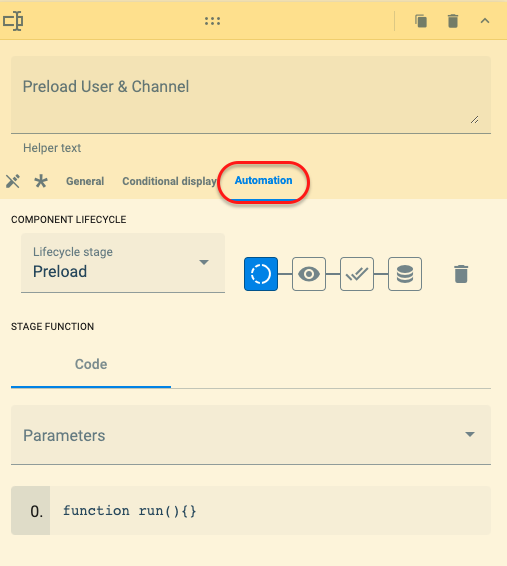 Preload User & Channel
Helper text
General Conditional display Automation
COMPONENT LIFECYCLE
Lifecycle stage
Preload
STAGE FUNCTION
Code
Parameters
0. function run(){}